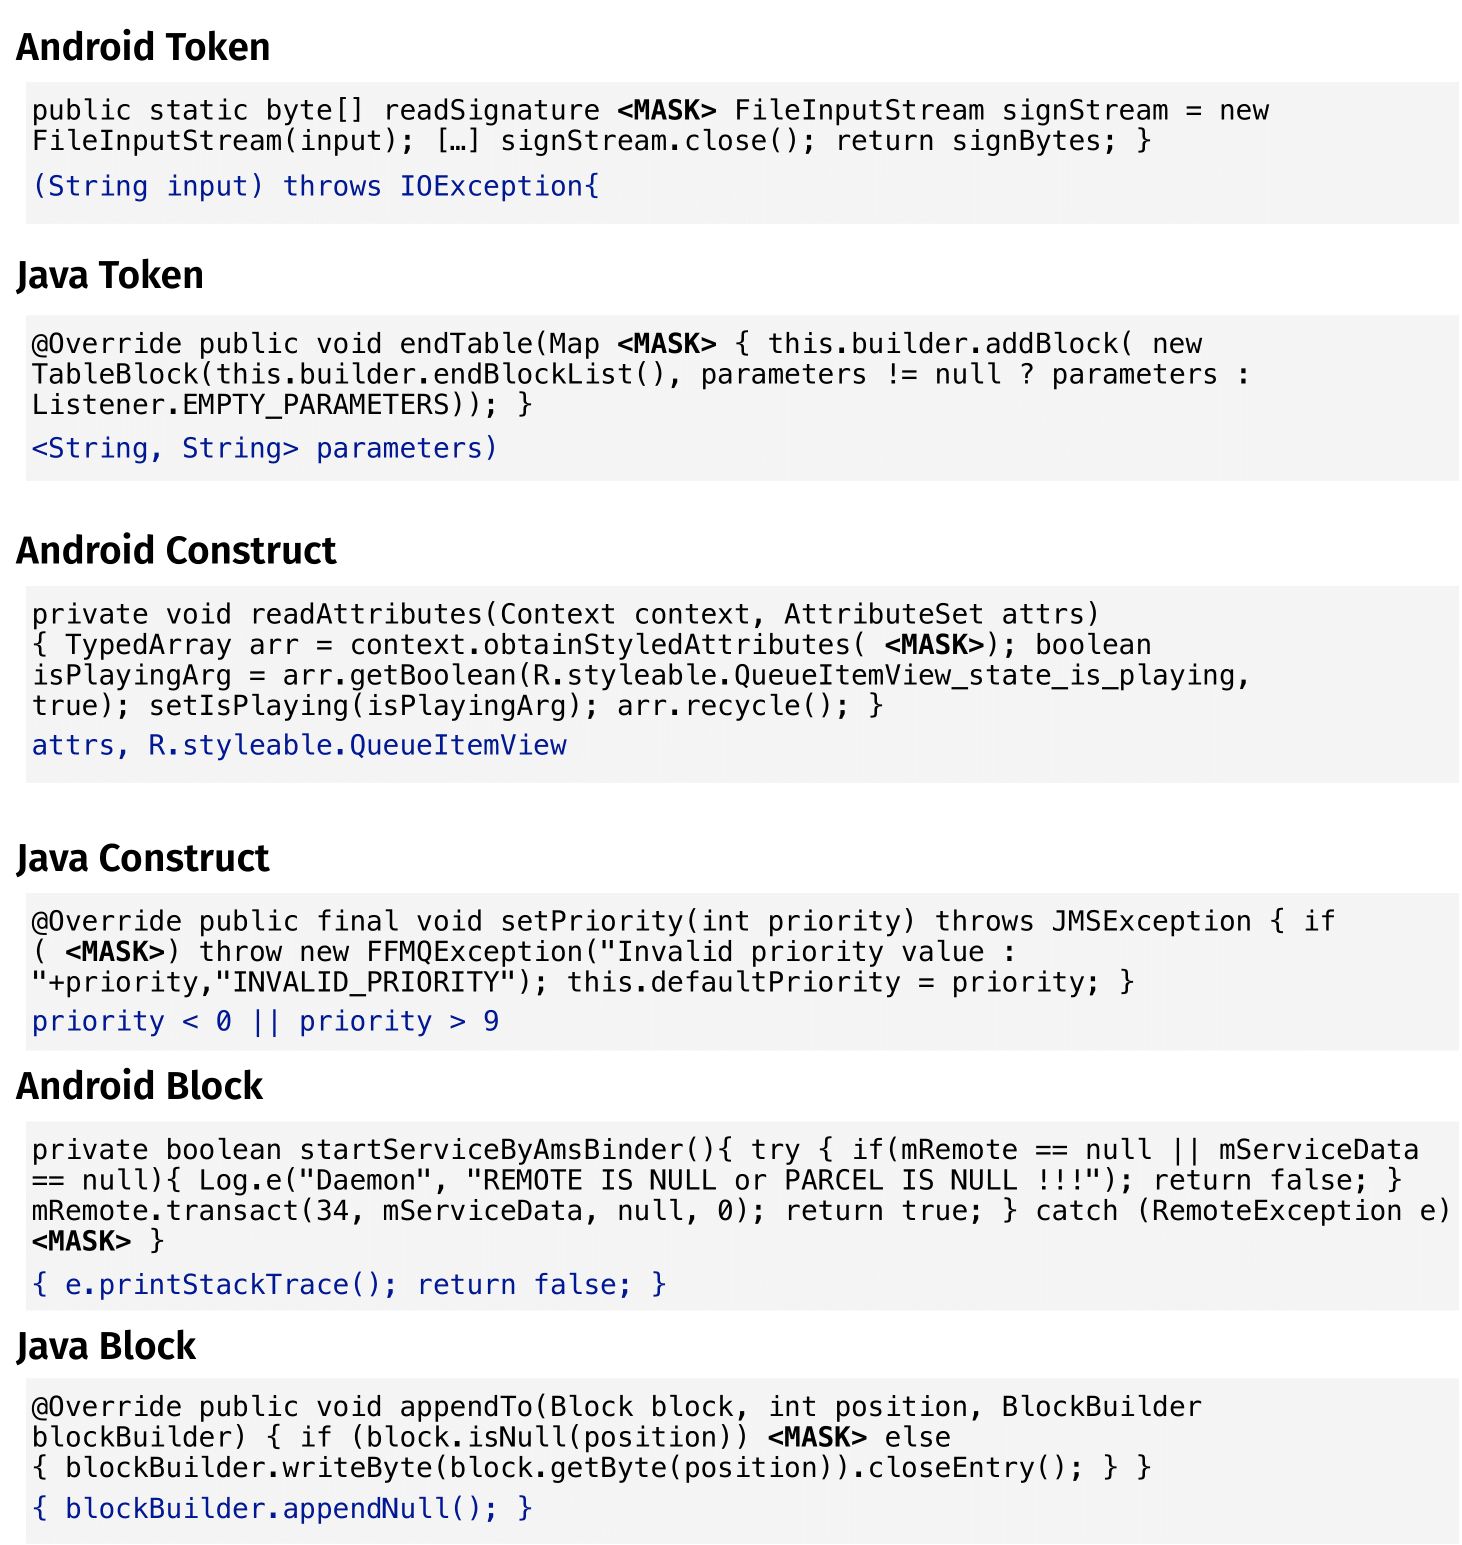 Android Token
public static byte[] readSignature <MASK> FileInputStream signStream = new
FileInputStream(input); […] signStream.close(); return signBytes; }
(String input) throws IOException{
Java Token
@Override public void endTable(Map <MASK> { this.builder.addBlock( new
TableBlock(this.builder.endBlockList(), parameters != null ? parameters :
Listener.EMPTY_PARAMETERS)); }
<String, String> parameters)
Android Construct
private void readAttributes(Context context, AttributeSet attrs)
{ TypedArray arr = context.obtainStyledAttributes( <MASK>); boolean
isPlayingArg = arr.getBoolean(R.styleable.QueueItemView_state_is_playing,
true); setIsPlaying(isPlayingArg); arr.recycle(); }
attrs, R.styleable.QueueItemView
Java Construct
@Override public final void setPriority(int priority) throws JMSException { if
( <MASK>) throw new FFMQException("Invalid priority value :
"+priority,"INVALID_PRIORITY"); this.defaultPriority = priority; }
priority < 0 || priority > 9
Android Block
private boolean startServiceByAmsBinder(){ try { if(mRemote == null || mServiceData
== null){ Log.e("Daemon", "REMOTE IS NULL or PARCEL IS NULL !!!"); return false; }
mRemote.transact(34, mServiceData, null, 0); return true; } catch (RemoteException e)
<MASK> }
{ e.printStackTrace(); return false; }
Java Block
@Override public void appendTo(Block block, int position, BlockBuilder
blockBuilder) { if (block.isNull(position)) <MASK> else
{ blockBuilder.writeByte(block.getByte(position)).closeEntry(); } }
{ blockBuilder.appendNull(); }